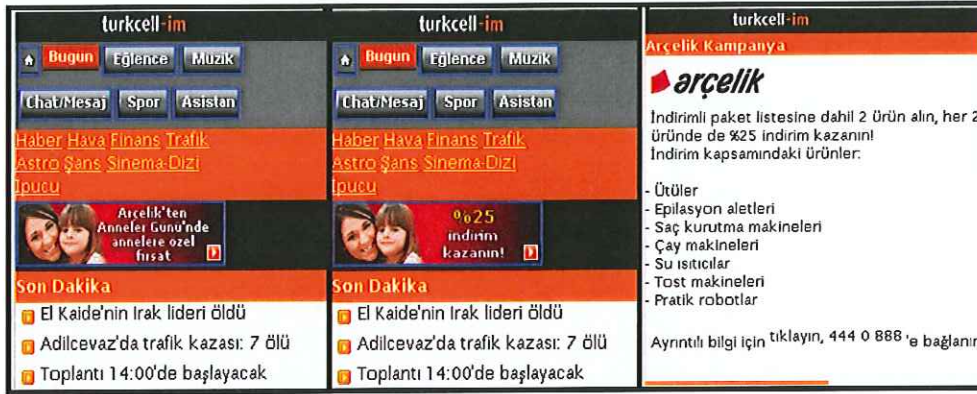 turkcell-im
Bugün Eğlence Müzik
Chat/Mesaj Spor Asistan
Haber Hava Finans Trafik
Astro Şans Sinema-Dizi
İpucu
Arçelik'ten
Anneler Günü'nde
annelere özel
fırsat
Son Dakika
El Kaide'nin Irak lideri öldü
Adilcevaz'da trafik kazası: 7 ölü
Toplantı 14:00'de başlayacak
turkcell-im
Bugün Eğlence Müzik
Chat/Mesaj Spor Asistan
Haber Hava Finans Trafik
Astro Şans Sinema-Dizi
İpucu
%25
indirim
kazanın!
Son Dakika
El Kaide'nin Irak lideri öldü
Adilcevaz'da trafik kazası: 7 ölü
Toplantı 14:00'de başlayacak
turkcell-im
Arçelik Kampanya
arçelik
İndirimli paket listesine dahil 2 ürün alın, her 2
üründe de %25 indirim kazanın!
İndirim kapsamındaki ürünler:
- Ütüler
- Epilasyon aletleri
- Saç kurutma makineleri
- Çay makineleri
- Su ısıtıcılar
- Tost makineleri
- Pratik robotlar
Ayrıntılı bilgi için tıklayın, 444 0 888 'e bağlanın